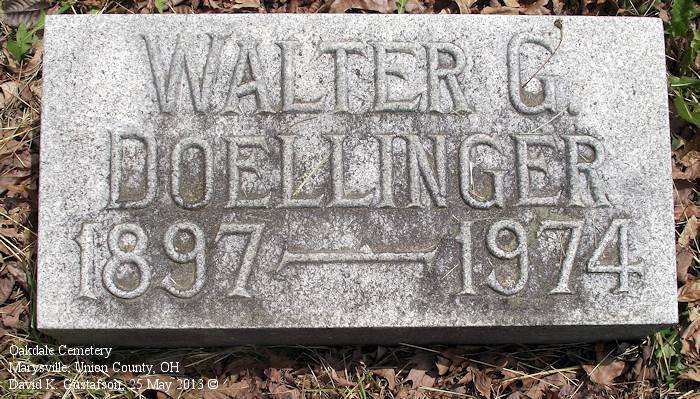 WALTER G.
DOELLINGER
1897 — 1974
Oakdale Cemetery
Marysville, Union County, OH
David K. Gustafson, 25 May 2013 ©